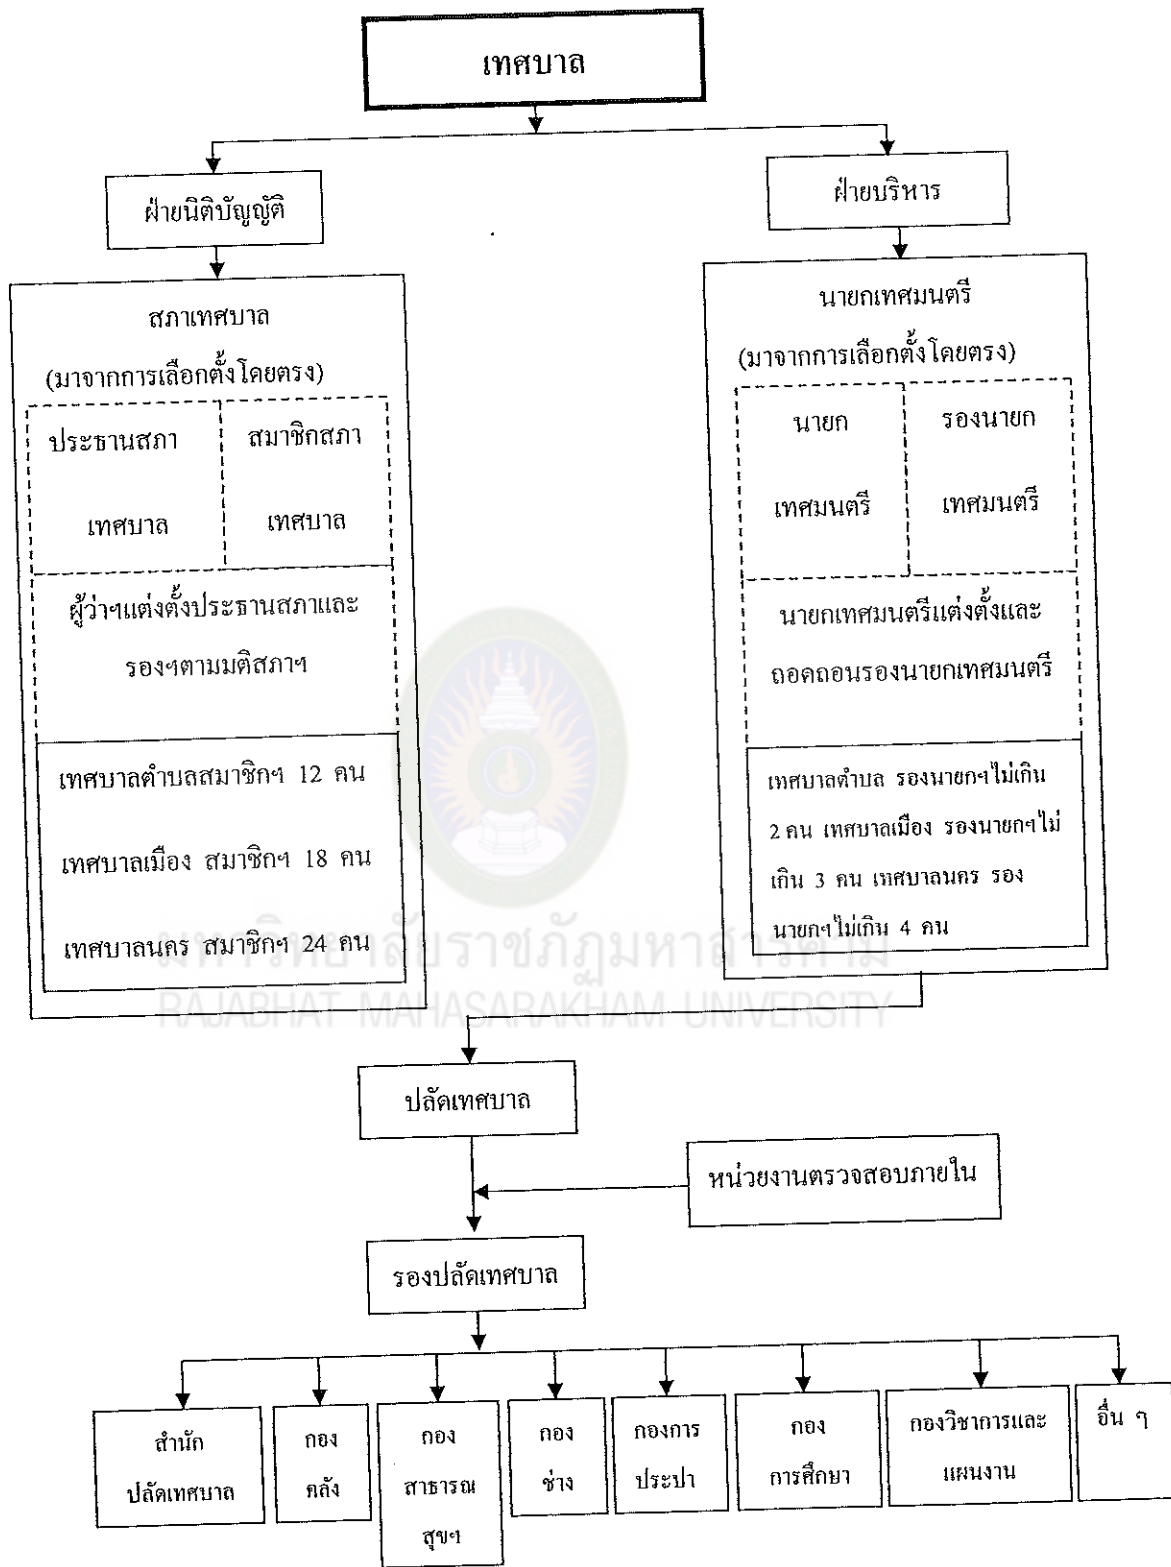 เทศบาล
ฝ่ายนิติบัญญัติ
ฝ่ายบริหาร
สภาเทศบาล
(มาจากการเลือกตั้งโดยตรง)
ประธานสภา
เทศบาล
สมาชิกสภา
เทศบาล
ผู้ว่าฯแต่งตั้งประธานสภาและ
รองฯตามมติสภาฯ
เทศบาลตำบลสมาชิกฯ 12 คน
เทศบาลเมือง สมาชิกฯ 18 คน
เทศบาลนคร สมาชิกฯ 24 คน
นายกเทศมนตรี
(มาจากการเลือกตั้งโดยตรง)
นายก
เทศมนตรี
รองนายก
เทศมนตรี
นายกเทศมนตรีแต่งตั้งและ
ถอดถอนรองนายกเทศมนตรี
เทศบาลตำบล รองนายกฯไม่เกิน
2 คน เทศบาลเมือง รองนายกฯไม่
เกิน 3 คน เทศบาลนคร รอง
นายกฯไม่เกิน 4 คน
มหาวิทยาลัยราชภัฏมหาสารคาม
RAJABHAT MAHASARAKHAM UNIVERSITY
ปลัดเทศบาล
หน่วยงานตรวจสอบภายใน
รองปลัดเทศบาล
สำนัก
ปลัดเทศบาล
กอง
คลัง
กอง
สาธารณ
สุขฯ
กอง
ช่าง
กองการ
ประปา
กอง
การศึกษา
กองวิชาการและ
แผนงาน
อื่น ๆ